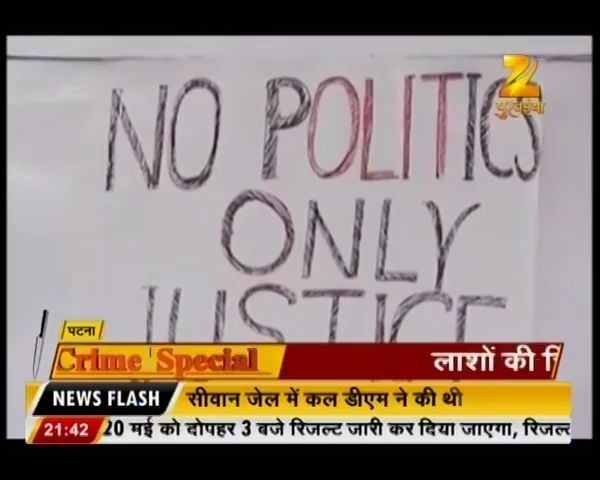 Z
पुरवइया
NO POLITICS
ONLY
JUSTICE
पटना
Crime Special
लाशों की
NEWS FLASH
सीवान जेल में कल डीएम ने की थी
21:42
20 मई को दोपहर 3 बजे रिजल्ट जारी कर दिया जाएगा,